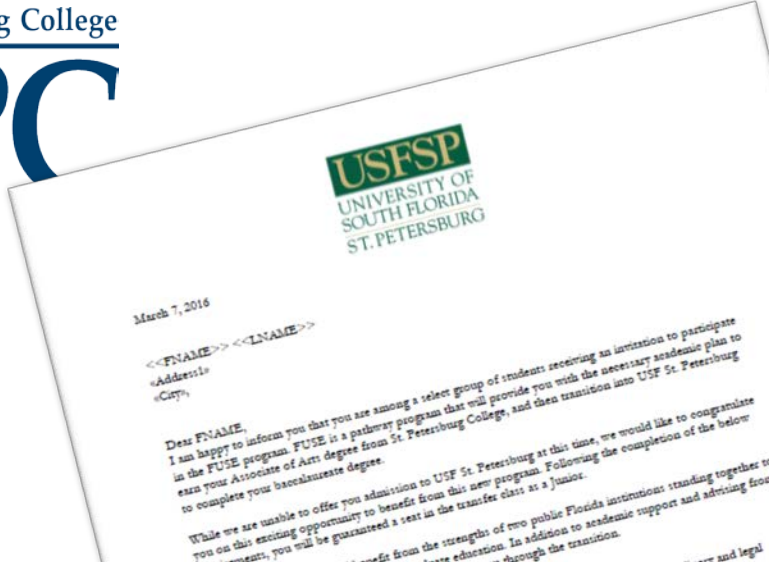 g College
PC
USFSP
UNIVERSITY OF
SOUTH FLORIDA
ST. PETERSBURG
March 7, 2016
<<FNAME>> <<LNAME>>
«Address1»
«City»,
Dear FNAME,
I am happy to inform you that you are among a select group of students receiving an invitation to participate
in the FUSE program. FUSE is a pathway program that will provide you with the necessary academic plan to
earn your Associate of Arts degree from St. Petersburg College, and then transition into USF St. Petersburg
to complete your baccalaureate degree.
While we are unable to offer you admission to USF St. Petersburg at this time, we would like to congratulate
you on this exciting opportunity to benefit from this new program. Following the completion of the below
you will be guaranteed a seat in the transfer class as a Junior.
from the strengths of two public Florida institutions standing together to
education. In addition to academic support and advising from
through the transition.
and legal